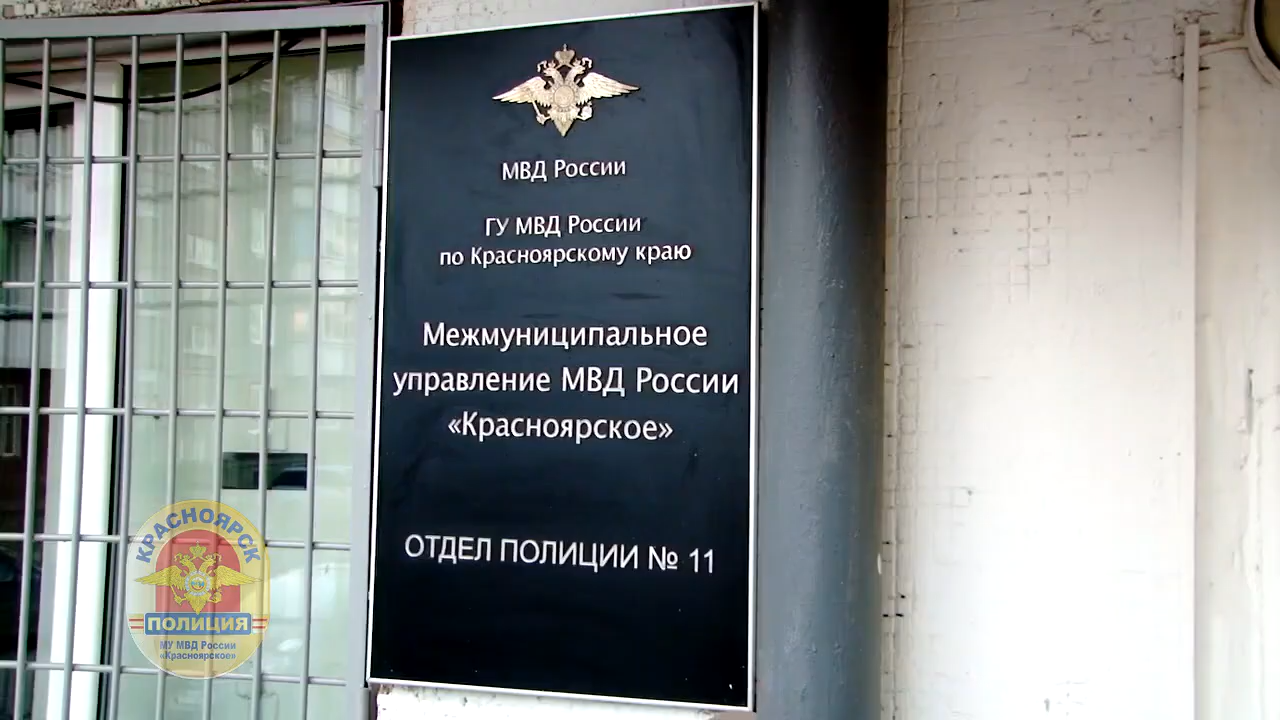 МВД России
ГУ МВД России
по Красноярскому краю
Межмуниципальное
управление МВД России
«Красноярское»
ОТДЕЛ ПОЛИЦИИ № 11
КРАСНОЯРСК
ПОЛИЦИЯ
МУ МВД России
«Красноярское»